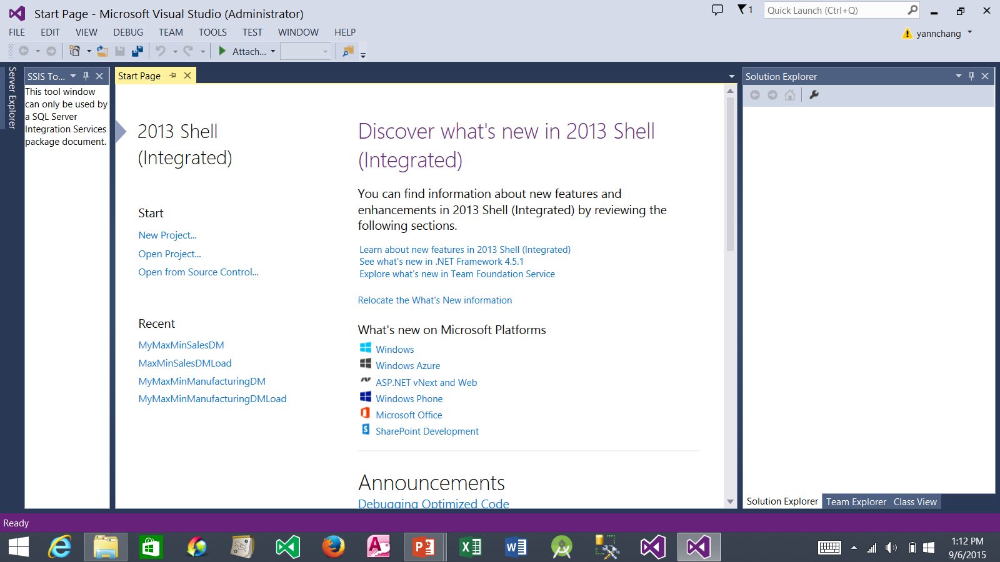 Start Page - Microsoft Visual Studio (Administrator)
1
Quick Launch (Ctrl+Q)
FILE EDIT VIEW DEBUG TEAM TOOLS TEST WINDOW HELP
yannchang
Attach...
Server Explorer
SSIS To...
This tool window
can only be used by
a SQL Server
Integration Services
package document.
Start Page
2013 Shell
(Integrated)
Start
New Project...
Open Project...
Open from Source Control...
Recent
MyMaxMinSalesDM
MaxMinSalesDMLoad
MyMaxMinManufacturingDM
MyMaxMinManufacturingDMLoad
Discover what's new in 2013 Shell
(Integrated)
You can find information about new features and
enhancements in 2013 Shell (Integrated) by reviewing the
following sections.
Learn about new features in 2013 Shell (Integrated)
See what's new in .NET Framework 4.5.1
Explore what's new in Team Foundation Service
Relocate the What's New information
What's new on Microsoft Platforms
Windows
Windows Azure
ASP.NET vNext and Web
Windows Phone
Microsoft Office
SharePoint Development
Announcements
Debugging Optimized Code
Solution Explorer
Solution Explorer Team Explorer Class View
Ready
1:12 PM
9/6/2015